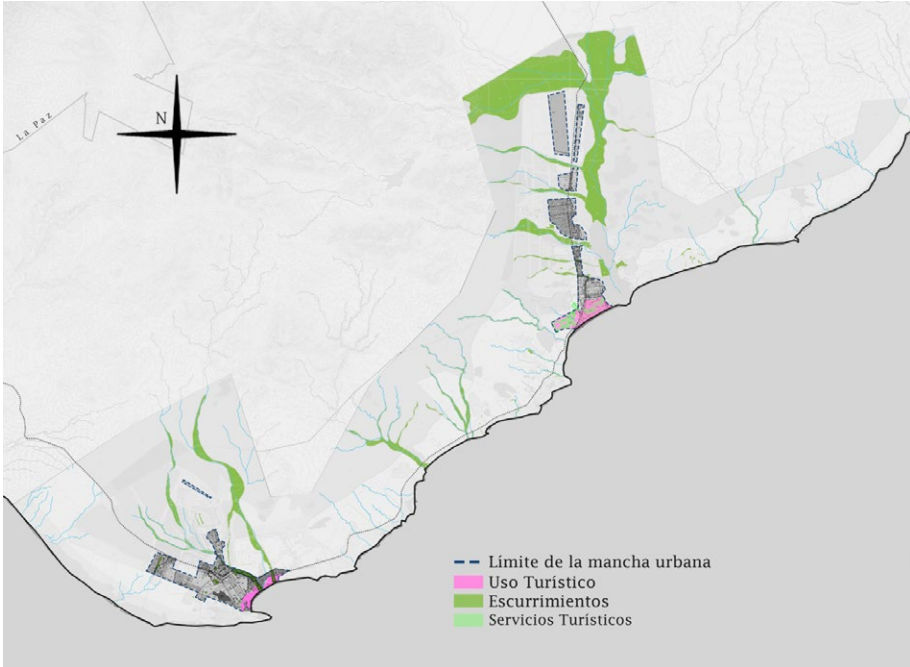 N
La Paz
Límite de la mancha urbana
Uso Turístico
Escurrimientos
Servicios Turísticos